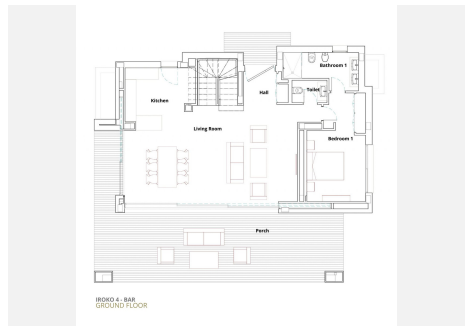 Bathroom 1
Hall
Toilet
Kitchen
Living Room
Bedroom 1
Porch
IROKO 4 - BAR
GROUND FLOOR